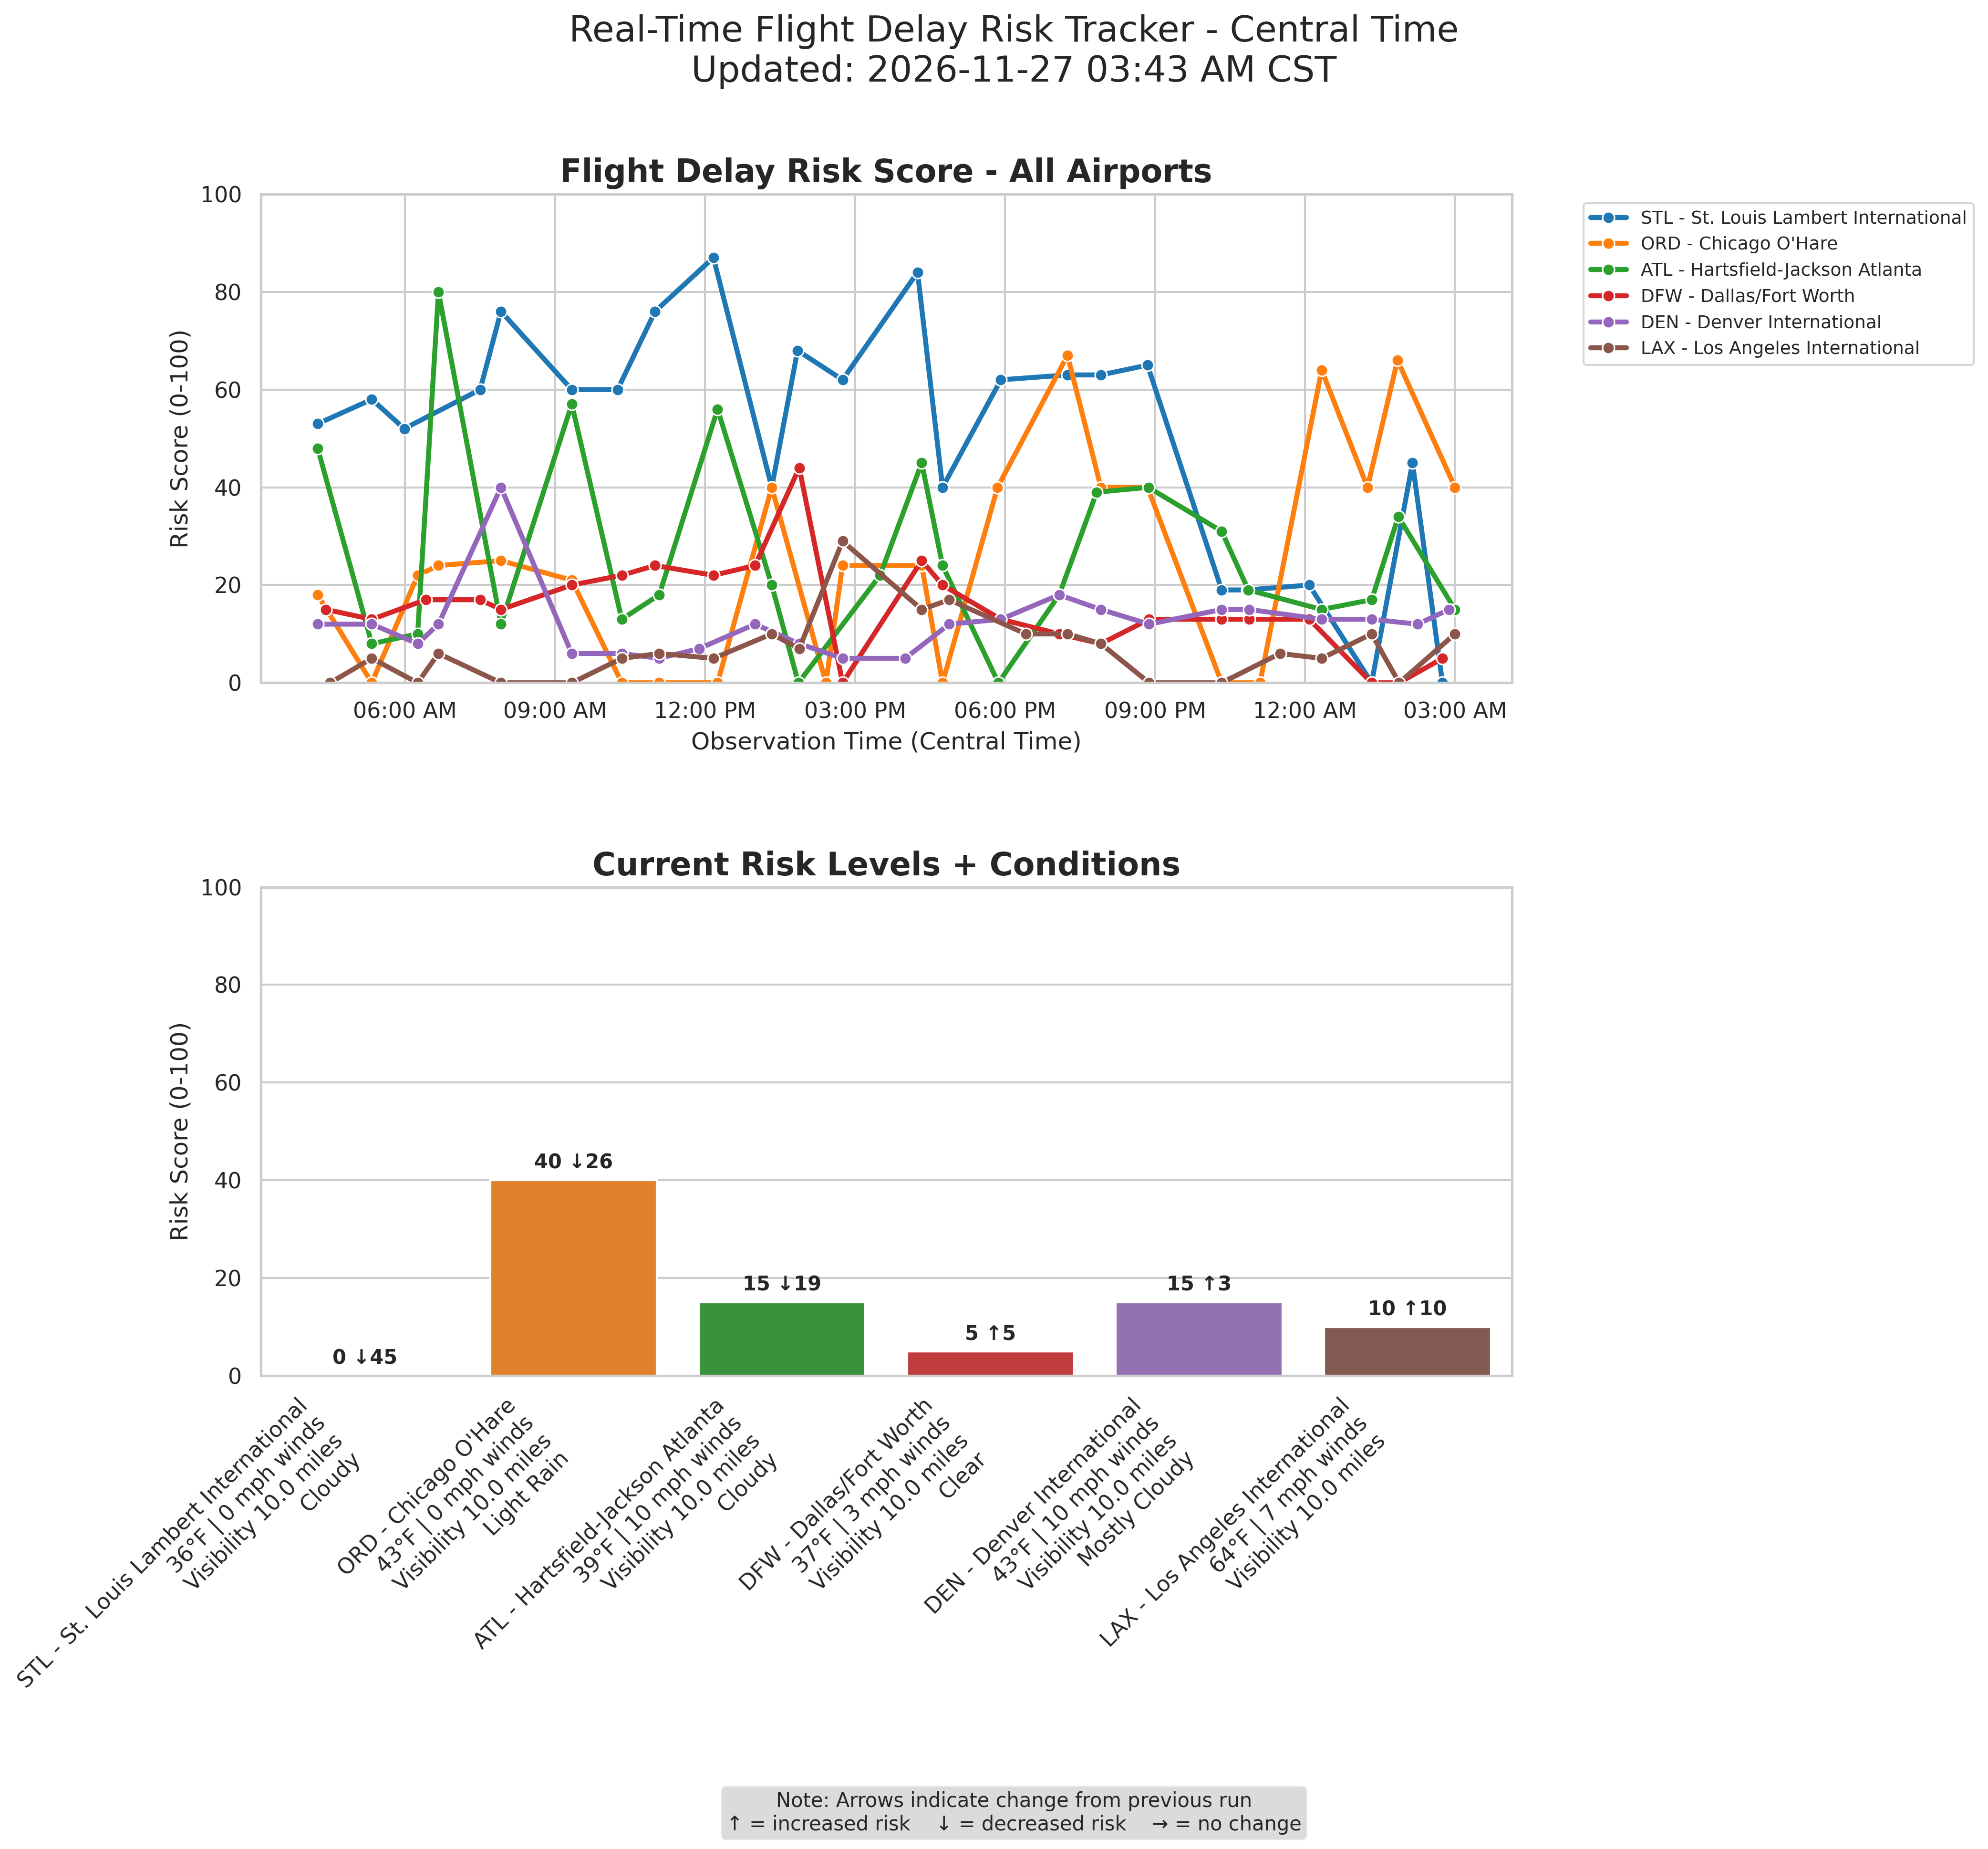 Real-Time Flight Delay Risk Tracker - Central Time
Updated: 2026-11-27 03:43 AM CST
Flight Delay Risk Score - All Airports
Risk Score (0-100)
100
80
60
40
20
0
06:00 AM
09:00 AM
12:00 PM
03:00 PM
06:00 PM
09:00 PM
12:00 AM
03:00 AM
Observation Time (Central Time)
STL - St. Louis Lambert International
ORD - Chicago O'Hare
ATL - Hartsfield-Jackson Atlanta
DFW - Dallas/Fort Worth
DEN - Denver International
LAX - Los Angeles International
Current Risk Levels + Conditions
Risk Score (0-100)
100
80
60
40
20
0
0 ↓45
40 ↓26
15 ↓19
5 ↑5
15 ↑3
10 ↑10
STL - St. Louis Lambert International
36°F | 0 mph winds
Visibility 10.0 miles
Cloudy
ORD - Chicago O'Hare
43°F | 0 mph winds
Visibility 10.0 miles
Light Rain
ATL - Hartsfield-Jackson Atlanta
39°F | 10 mph winds
Visibility 10.0 miles
Cloudy
DFW - Dallas/Fort Worth
37°F | 3 mph winds
Visibility 10.0 miles
Clear
DEN - Denver International
43°F | 10 mph winds
Visibility 10.0 miles
Mostly Cloudy
LAX - Los Angeles International
64°F | 7 mph winds
Visibility 10.0 miles
Note: Arrows indicate change from previous run
↑ = increased risk ↓ = decreased risk → = no change